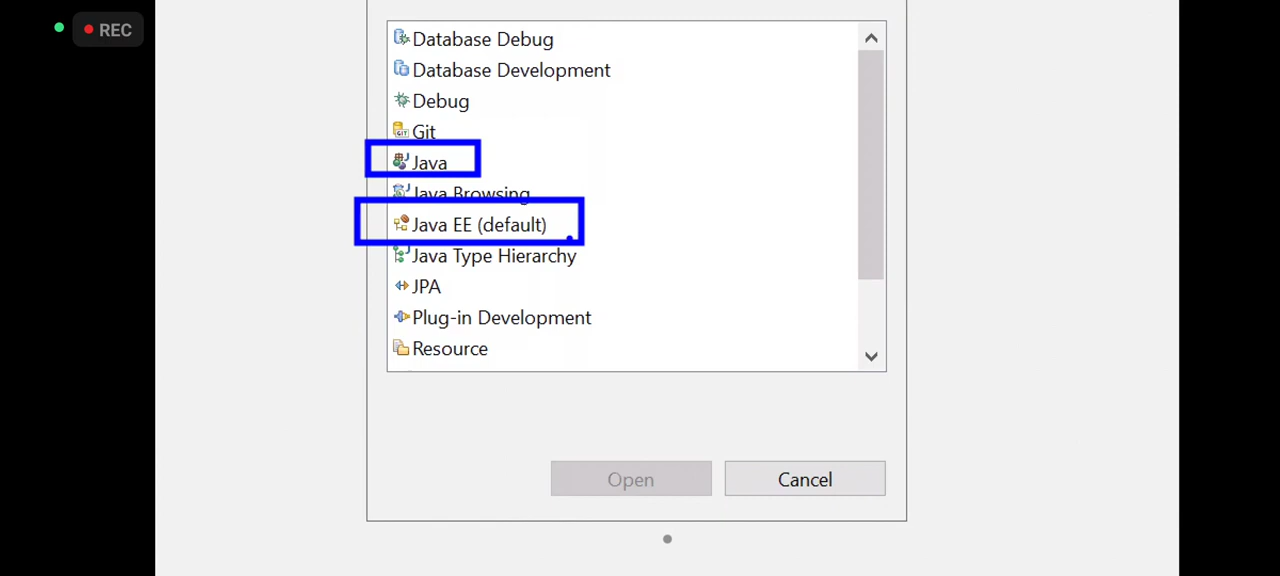 REC
Database Debug
Database Development
Debug
Git
Java
Java Browsing
Java EE (default)
Java Type Hierarchy
JPA
Plug-in Development
Resource
Open
Cancel